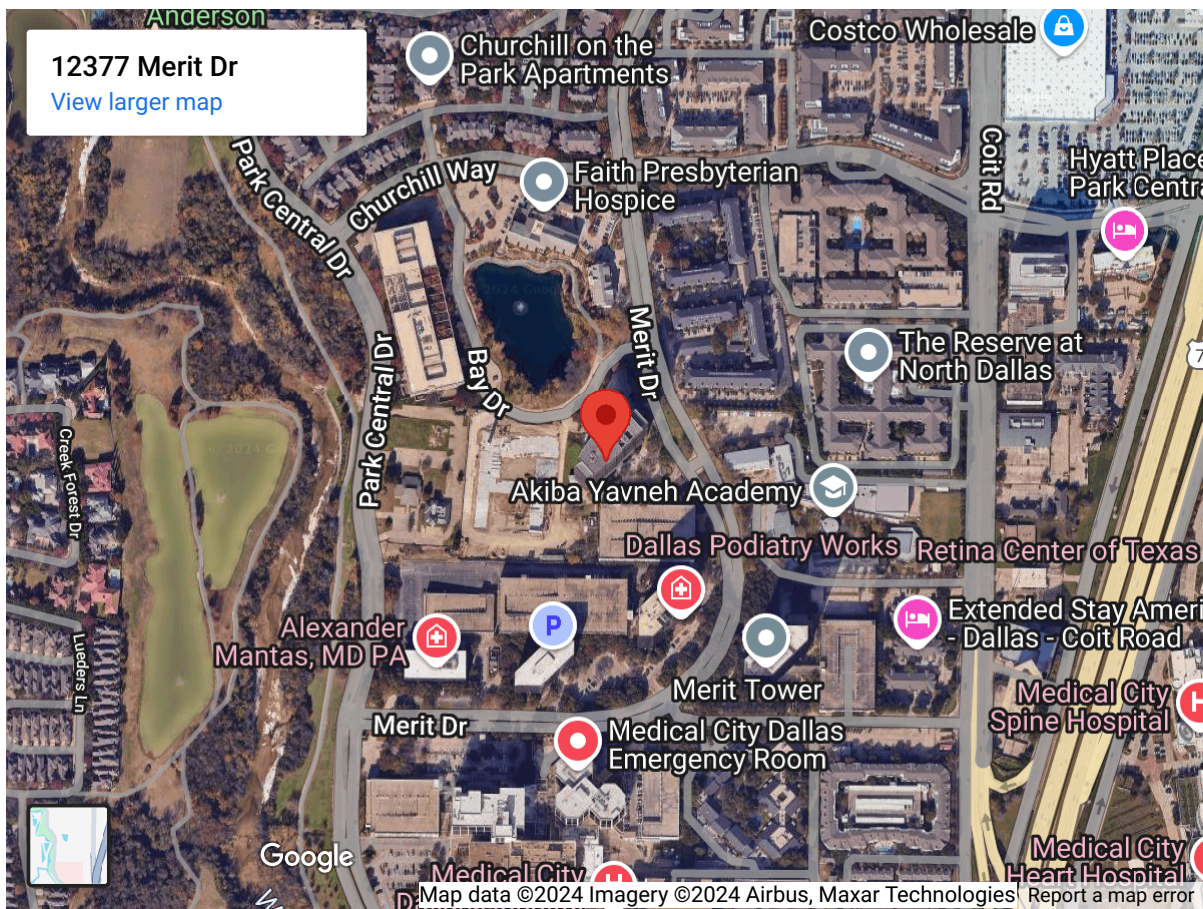 Anderson
12377 Merit Dr
View larger map
Churchill on the
Park Apartments
Costco Wholesale
Park Central Dr
Churchill Way
Faith Presbyterian
Hospice
Coit Rd
Hyatt Place
Park Centr
Park Central Dr
Bay Dr
Merit Dr
The Reserve at
North Dallas
7
Creek Forest Dr
Akiba Yavneh Academy
Dallas Podiatry Works
Retina Center of Texas
Alexander
Mantas, MD PA
P
Extended Stay Ameri
- Dallas - Coit Road
Lueders Ln
Merit Tower
Medical City
Spine Hospital
H
Merit Dr
Medical City Dallas
Emergency Room
Google
Medical City
Medical City
Heart Hospital
H
Map data ©2024 Imagery ©2024 Airbus, Maxar Technologies
Report a map error